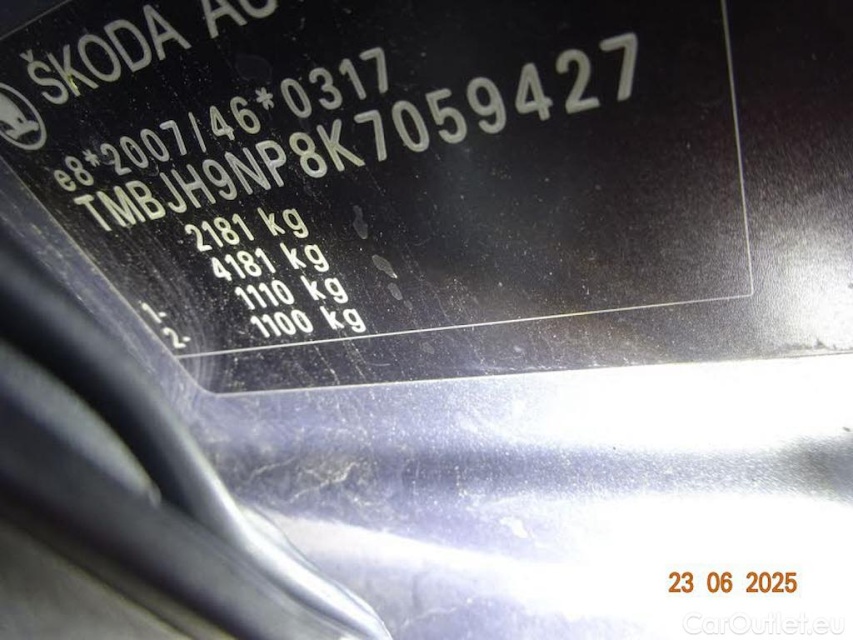 ŠKODA
e8*2007/46*0317
TMBJH9NP8K7059427
2181 kg
4181 kg
1- 1110 kg
2- 1100 kg
23 06 2025
CarOutlet.eu